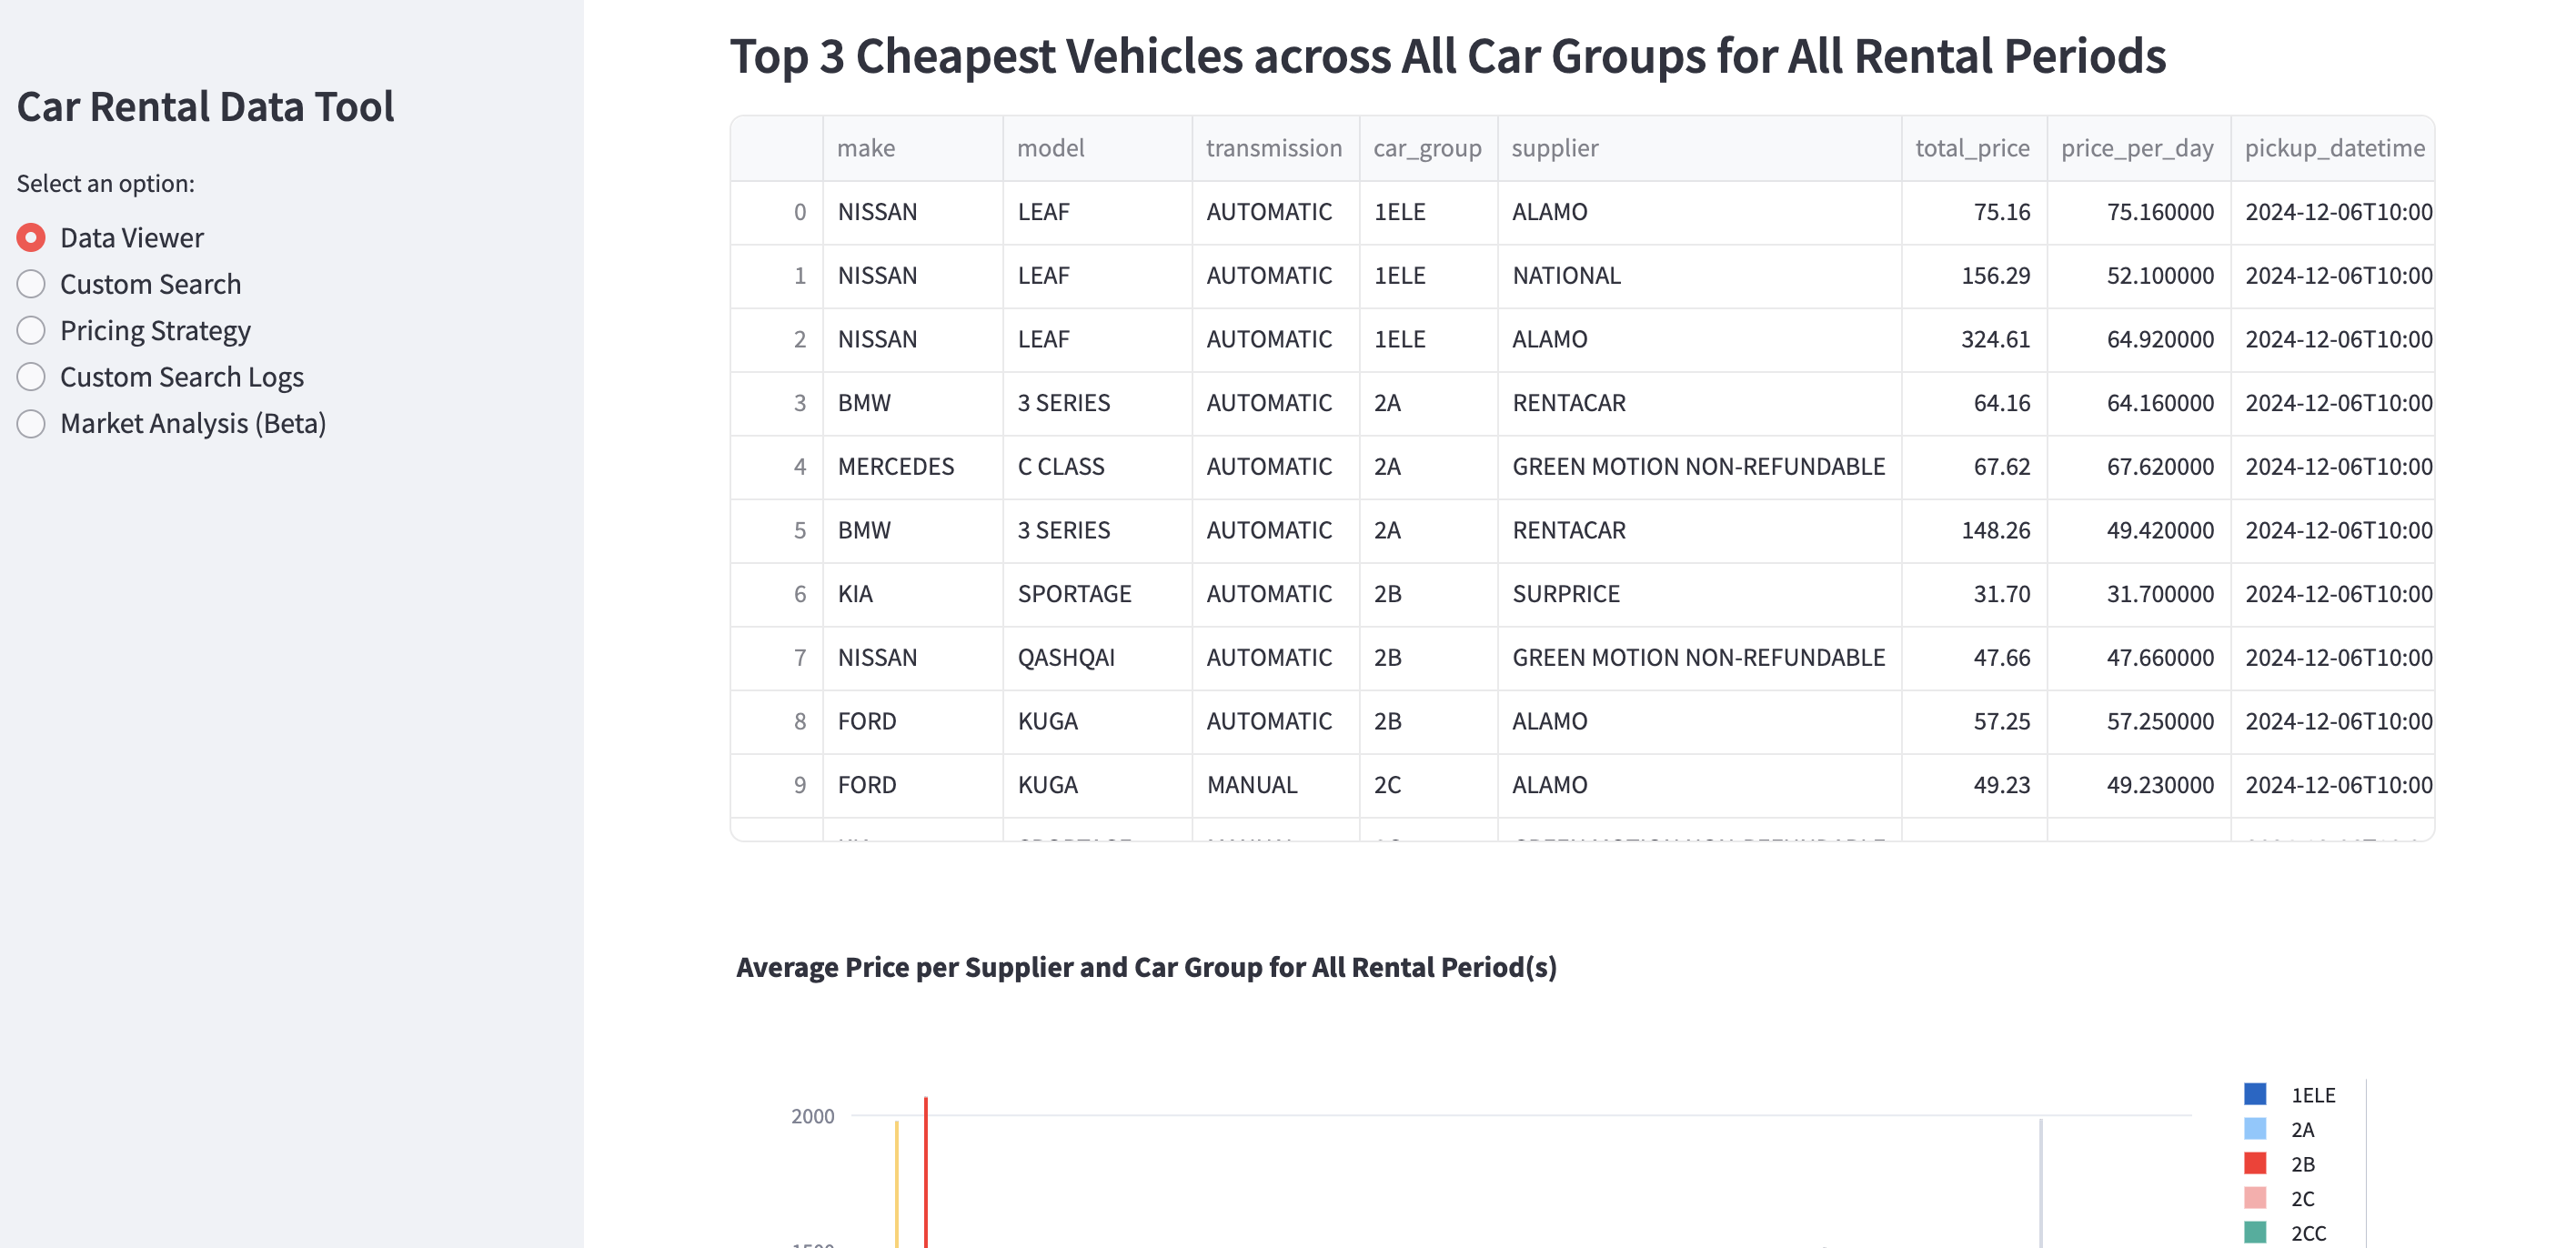 Car Rental Data Tool
Select an option:
Data Viewer
Custom Search
Pricing Strategy
Custom Search Logs
Market Analysis (Beta)
Top 3 Cheapest Vehicles across All Car Groups for All Rental Periods
make model transmission car_group supplier total_price price_per_day pickup_datetime
0 NISSAN LEAF AUTOMATIC 1ELE ALAMO 75.16 75.160000 2024-12-06T10:00
1 NISSAN LEAF AUTOMATIC 1ELE NATIONAL 156.29 52.100000 2024-12-06T10:00
2 NISSAN LEAF AUTOMATIC 1ELE ALAMO 324.61 64.920000 2024-12-06T10:00
3 BMW 3 SERIES AUTOMATIC 2A RENTACAR 64.16 64.160000 2024-12-06T10:00
4 MERCEDES C CLASS AUTOMATIC 2A GREEN MOTION NON-REFUNDABLE 67.62 67.620000 2024-12-06T10:00
5 BMW 3 SERIES AUTOMATIC 2A RENTACAR 148.26 49.420000 2024-12-06T10:00
6 KIA SPORTAGE AUTOMATIC 2B SURPRICE 31.70 31.700000 2024-12-06T10:00
7 NISSAN QASHQAI AUTOMATIC 2B GREEN MOTION NON-REFUNDABLE 47.66 47.660000 2024-12-06T10:00
8 FORD KUGA AUTOMATIC 2B ALAMO 57.25 57.250000 2024-12-06T10:00
9 FORD KUGA MANUAL 2C ALAMO 49.23 49.230000 2024-12-06T10:00
Average Price per Supplier and Car Group for All Rental Period(s)
2000
1ELE
2A
2B
2C
2CC